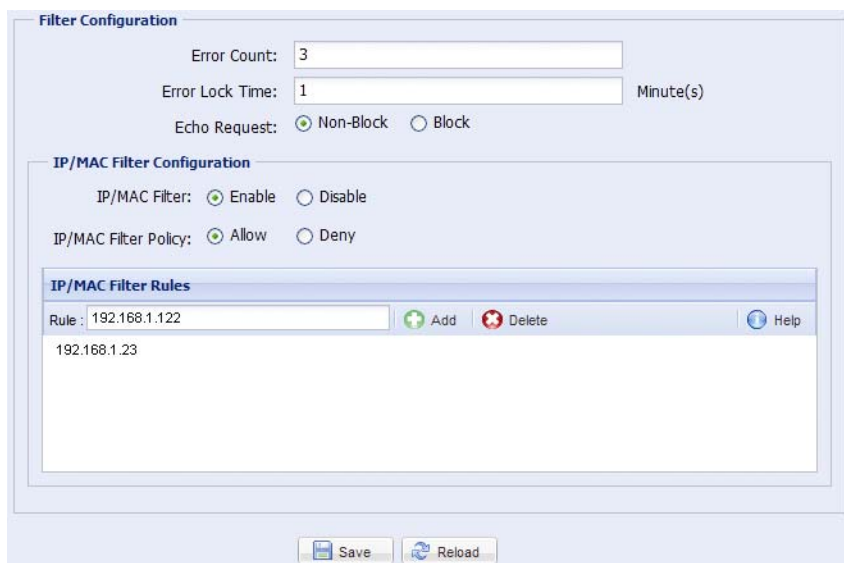 Filter Configuration
Error Count: 3
Error Lock Time: 1 Minute(s)
Echo Request: Non-Block Block
IP/MAC Filter Configuration
IP/MAC Filter: Enable Disable
IP/MAC Filter Policy: Allow Deny
IP/MAC Filter Rules
Rule : 192.168.1.122 Add Delete Help
192.168.1.23
Save Reload